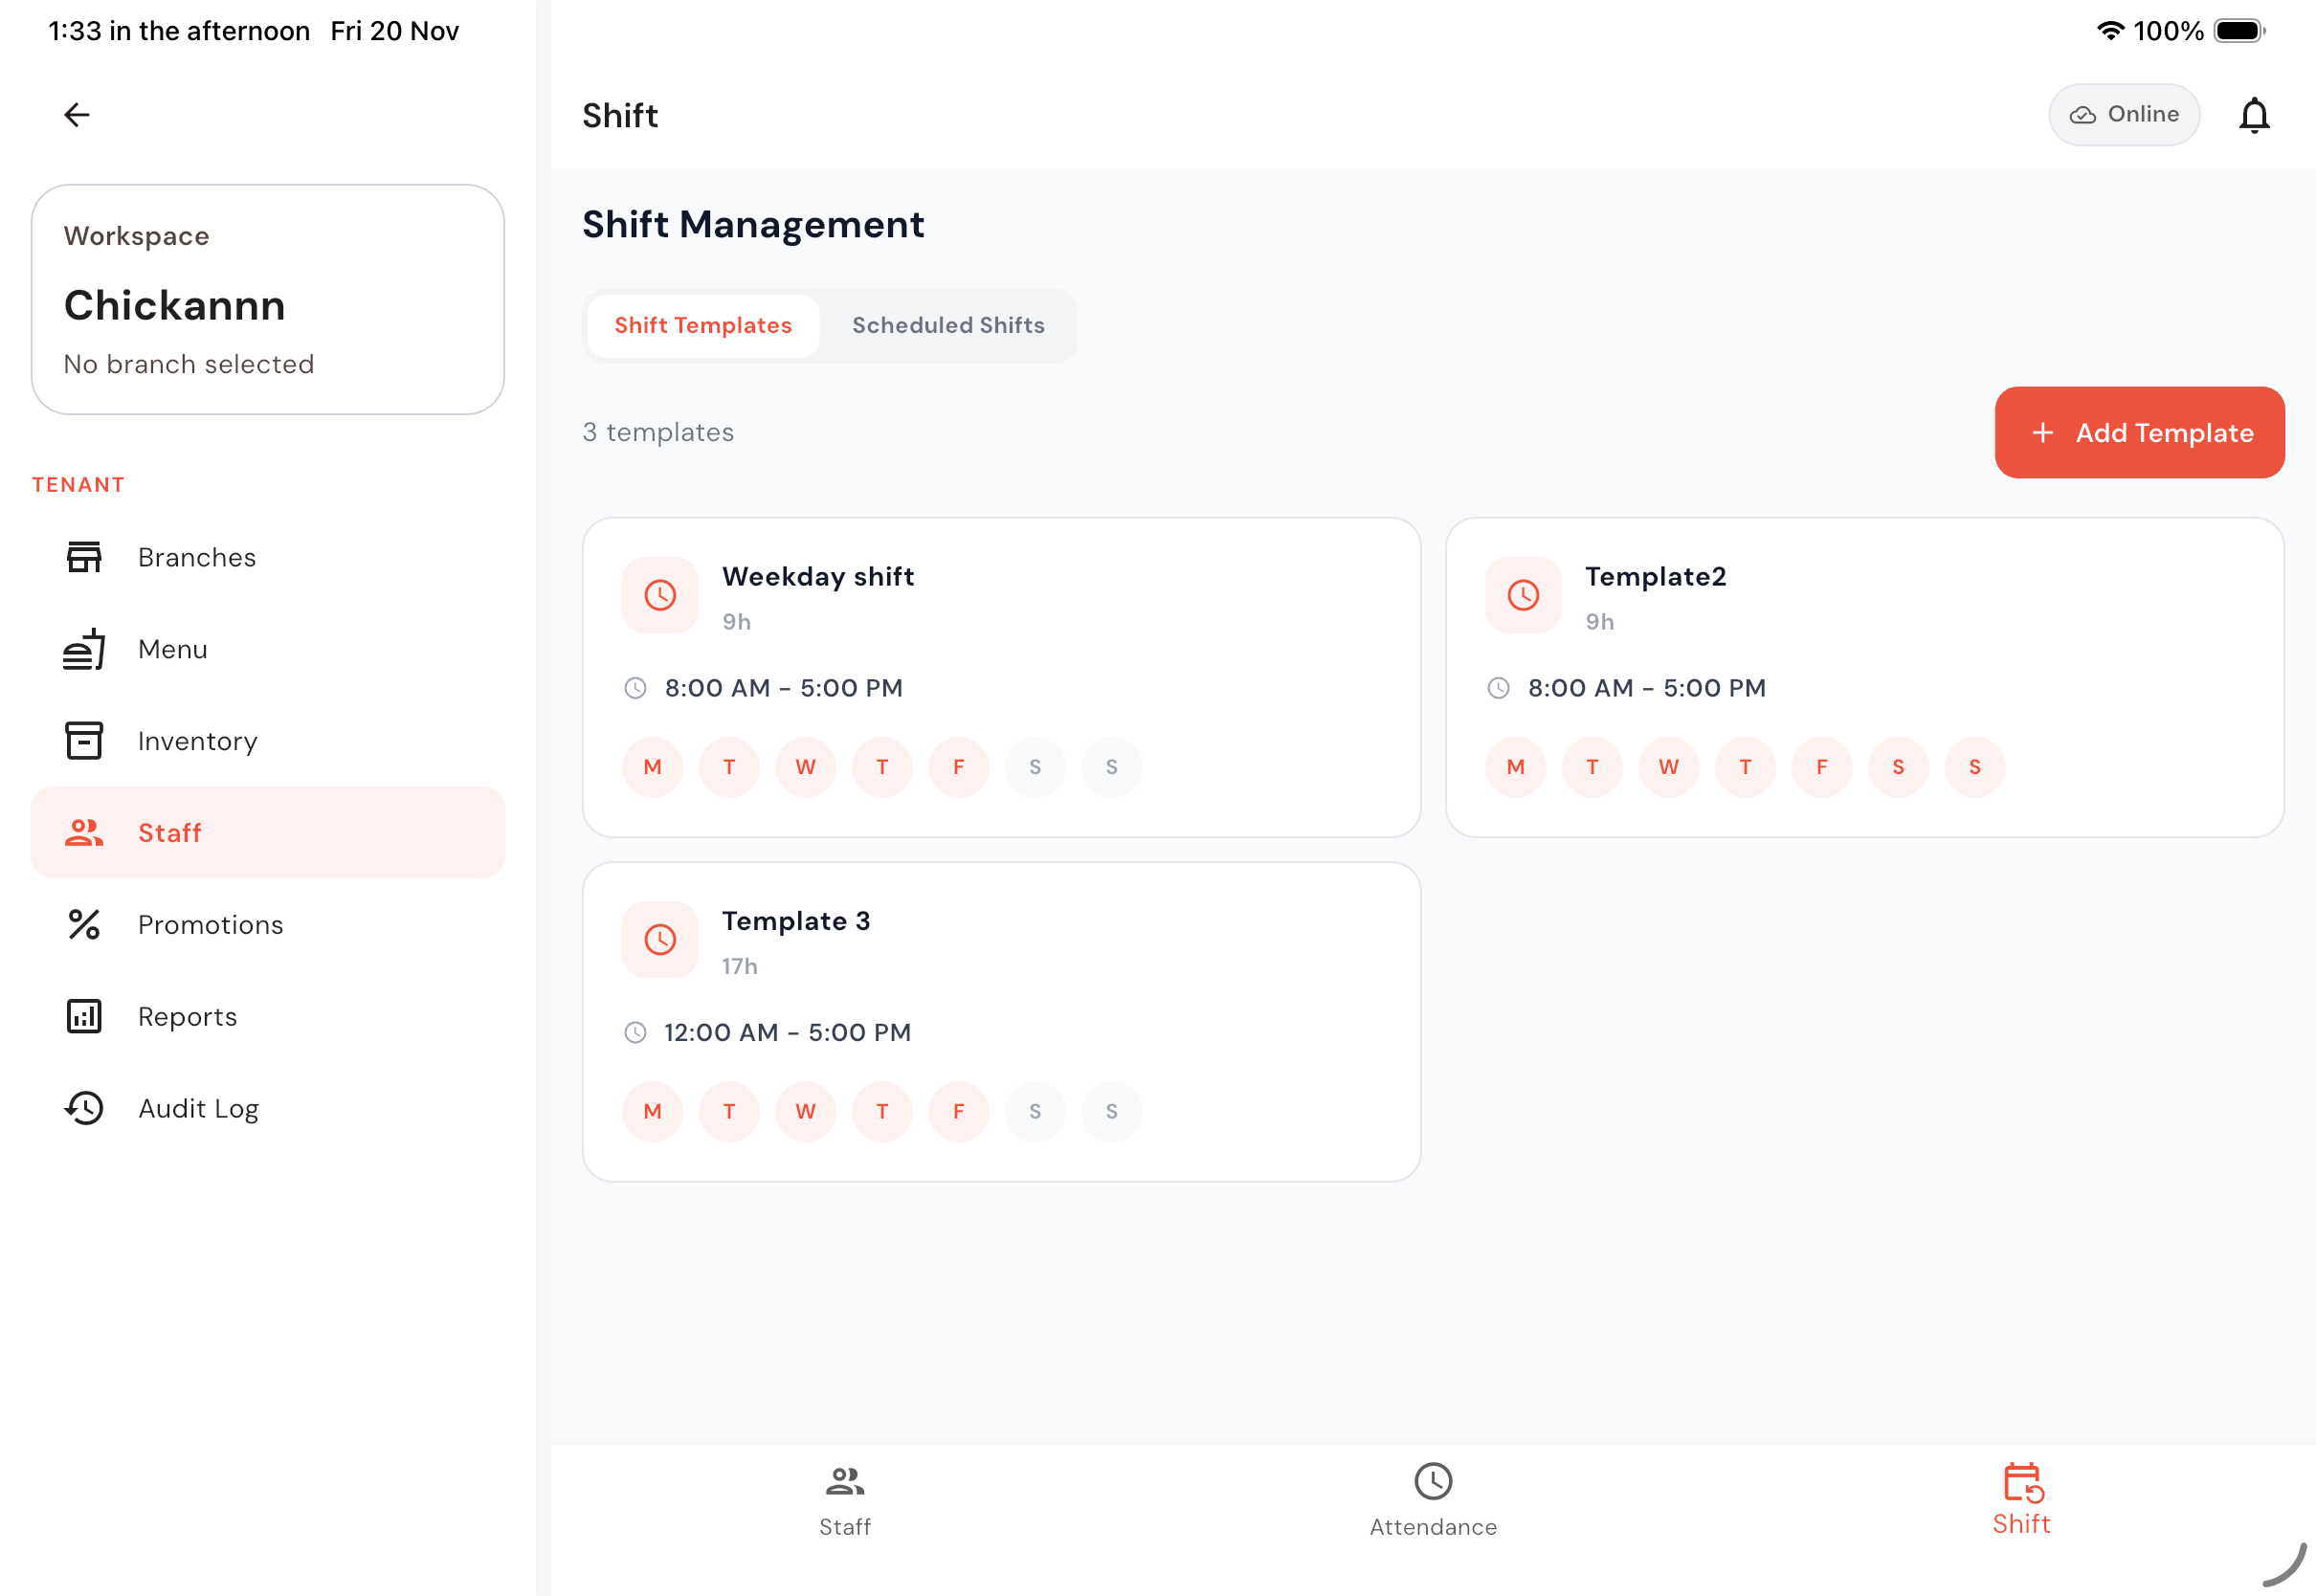 1:33 in the afternoon Fri 20 Nov
100%
Shift
Online
Workspace
Chickannn
No branch selected
TENANT
Branches
Menu
Inventory
Staff
Promotions
Reports
Audit Log
Shift Management
Shift Templates
Scheduled Shifts
3 templates
+ Add Template
Weekday shift
9h
8:00 AM - 5:00 PM
M T W T F S S
Template2
9h
8:00 AM - 5:00 PM
M T W T F S S
Template 3
17h
12:00 AM - 5:00 PM
M T W T F S S
Staff
Attendance
Shift